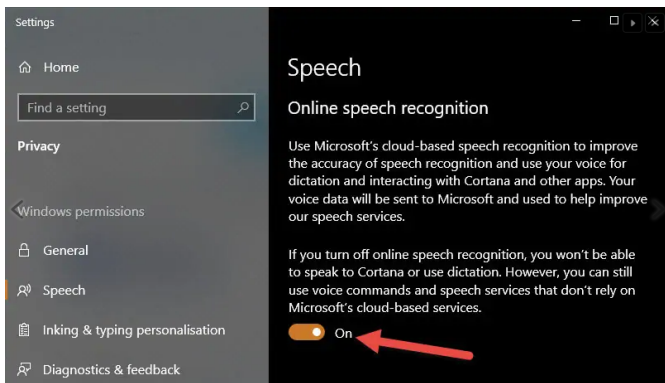 Settings
Home
Find a setting
Privacy
Windows permissions
General
Speech
Inking & typing personalisation
Diagnostics & feedback
Speech
Online speech recognition
Use Microsoft's cloud-based speech recognition to improve
the accuracy of speech recognition and use your voice for
dictation and interacting with Cortana and other apps. Your
voice data will be sent to Microsoft and used to help improve
our speech services.
If you turn off online speech recognition, you won't be able
to speak to Cortana or use dictation. However, you can still
use voice commands and speech services that don't rely on
Microsoft's cloud-based services.
On